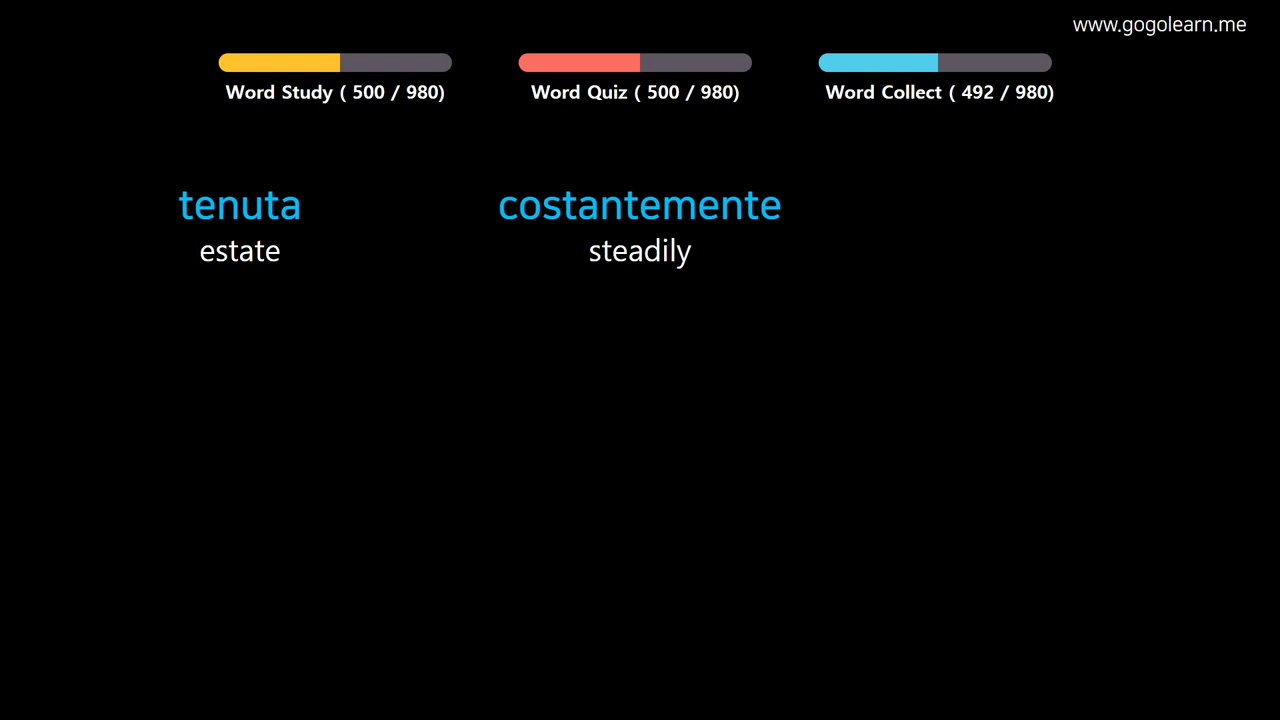 www.gogolearn.me
Word Study ( 500 / 980)
Word Quiz ( 500 / 980)
Word Collect ( 492 / 980)
tenuta
estate
costantemente
steadily